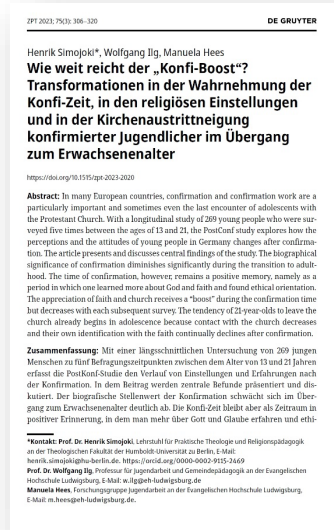 ZPT 2023; 75(3): 306–320
DE GRUYTER
Henrik Simojoki*, Wolfgang Ilg, Manuela Hees
Wie weit reicht der „Konfi-Boost“?
Transformationen in der Wahrnehmung der
Konfi-Zeit, in den religiösen Einstellungen
und in der Kirchenaustrittneigung
konfirmierter Jugendlicher im Übergang
zum Erwachsenenalter
https://doi.org/10.1515/zpt-2023-2020
Abstract: In many European countries, confirmation and confirmation work are a
particularly important and sometimes even the last encounter of adolescents with
the Protestant Church. With a longitudinal study of 269 young people who were sur-
veyed five times between the ages of 13 and 21, the PostConf study explores how the
perceptions and the attitudes of young people in Germany changes after confirma-
tion. The article presents and discusses central findings of the study. The biographical
significance of confirmation diminishes significantly during the transition to adult-
hood. The time of confirmation, however, remains a positive memory, namely as a
period in which one learned more about God and faith and found ethical orientation.
The appreciation of faith and church receives a “boost” during the confirmation time
but decreases with each subsequent survey. The tendency of 21-year-olds to leave the
church already begins in adolescence because contact with the church decreases
and their own identification with the faith continually declines after confirmation.
Zusammenfassung: Mit einer längsschnittlichen Untersuchung von 269 jungen
Menschen zu fünf Befragungszeitpunkten zwischen dem Alter von 13 und 21 Jahren
erfasst die PostKonf-Studie den Verlauf von Einstellungen und Erfahrungen nach
der Konfirmation. In dem Beitrag werden zentrale Befunde präsentiert und dis-
kutiert. Der biografische Stellenwert der Konfirmation schwächt sich im Über-
gang zum Erwachsenenalter deutlich ab. Die Konfi-Zeit bleibt aber als Zeitraum in
positiver Erinnerung, in dem man mehr über Gott und Glaube erfahren und ethi-
*Kontakt: Prof. Dr. Henrik Simojoki, Lehrstuhl für Praktische Theologie und Religionspädagogik
an der Theologischen Fakultät der Humboldt-Universität zu Berlin, E-Mail:
henrik.simojoki@hu-berlin.de. https://orcid.org/0000-0002-9115-2469
Prof. Dr. Wolfgang Ilg, Professur für Jugendarbeit und Gemeindepädagogik an der Evangelischen
Hochschule Ludwigsburg, E-Mail: w.ilg@eh-ludwigsburg.de
Manuela Hees, Forschungsgruppe Jugendarbeit an der Evangelischen Hochschule Ludwigsburg,
E-Mail: m.hees@eh-ludwigsburg.de.